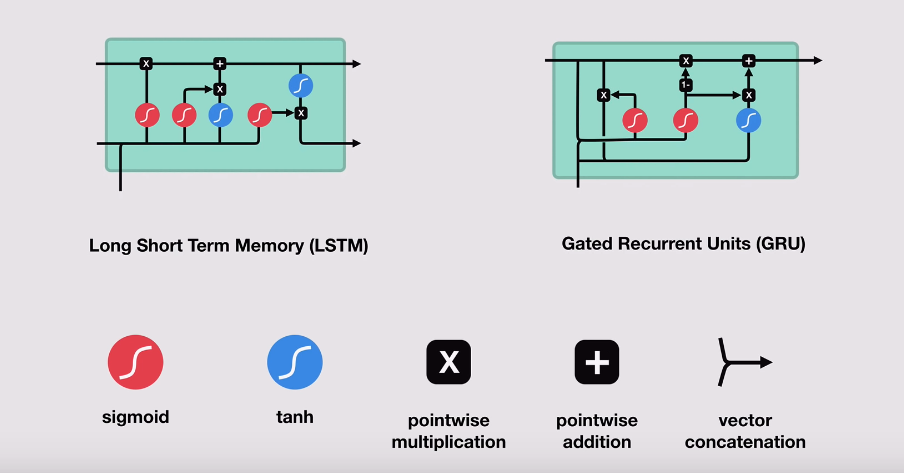 X
+
X
X
X
+
X
1-
X
Long Short Term Memory (LSTM)
Gated Recurrent Units (GRU)
X
+
sigmoid
tanh
pointwise
multiplication
pointwise
addition
vector
concatenation